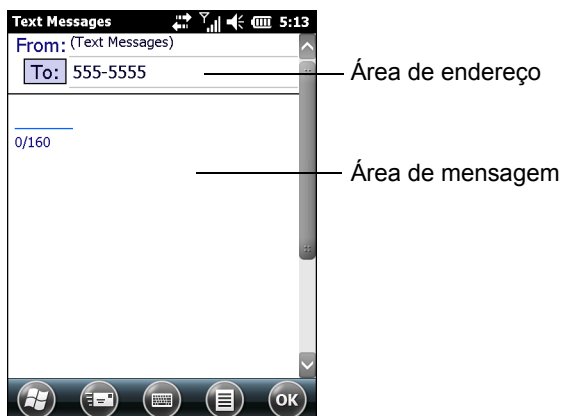 Text Messages 5:13
From: (Text Messages)
To: 555-5555
Área de endereço
0/160
Área de mensagem
OK